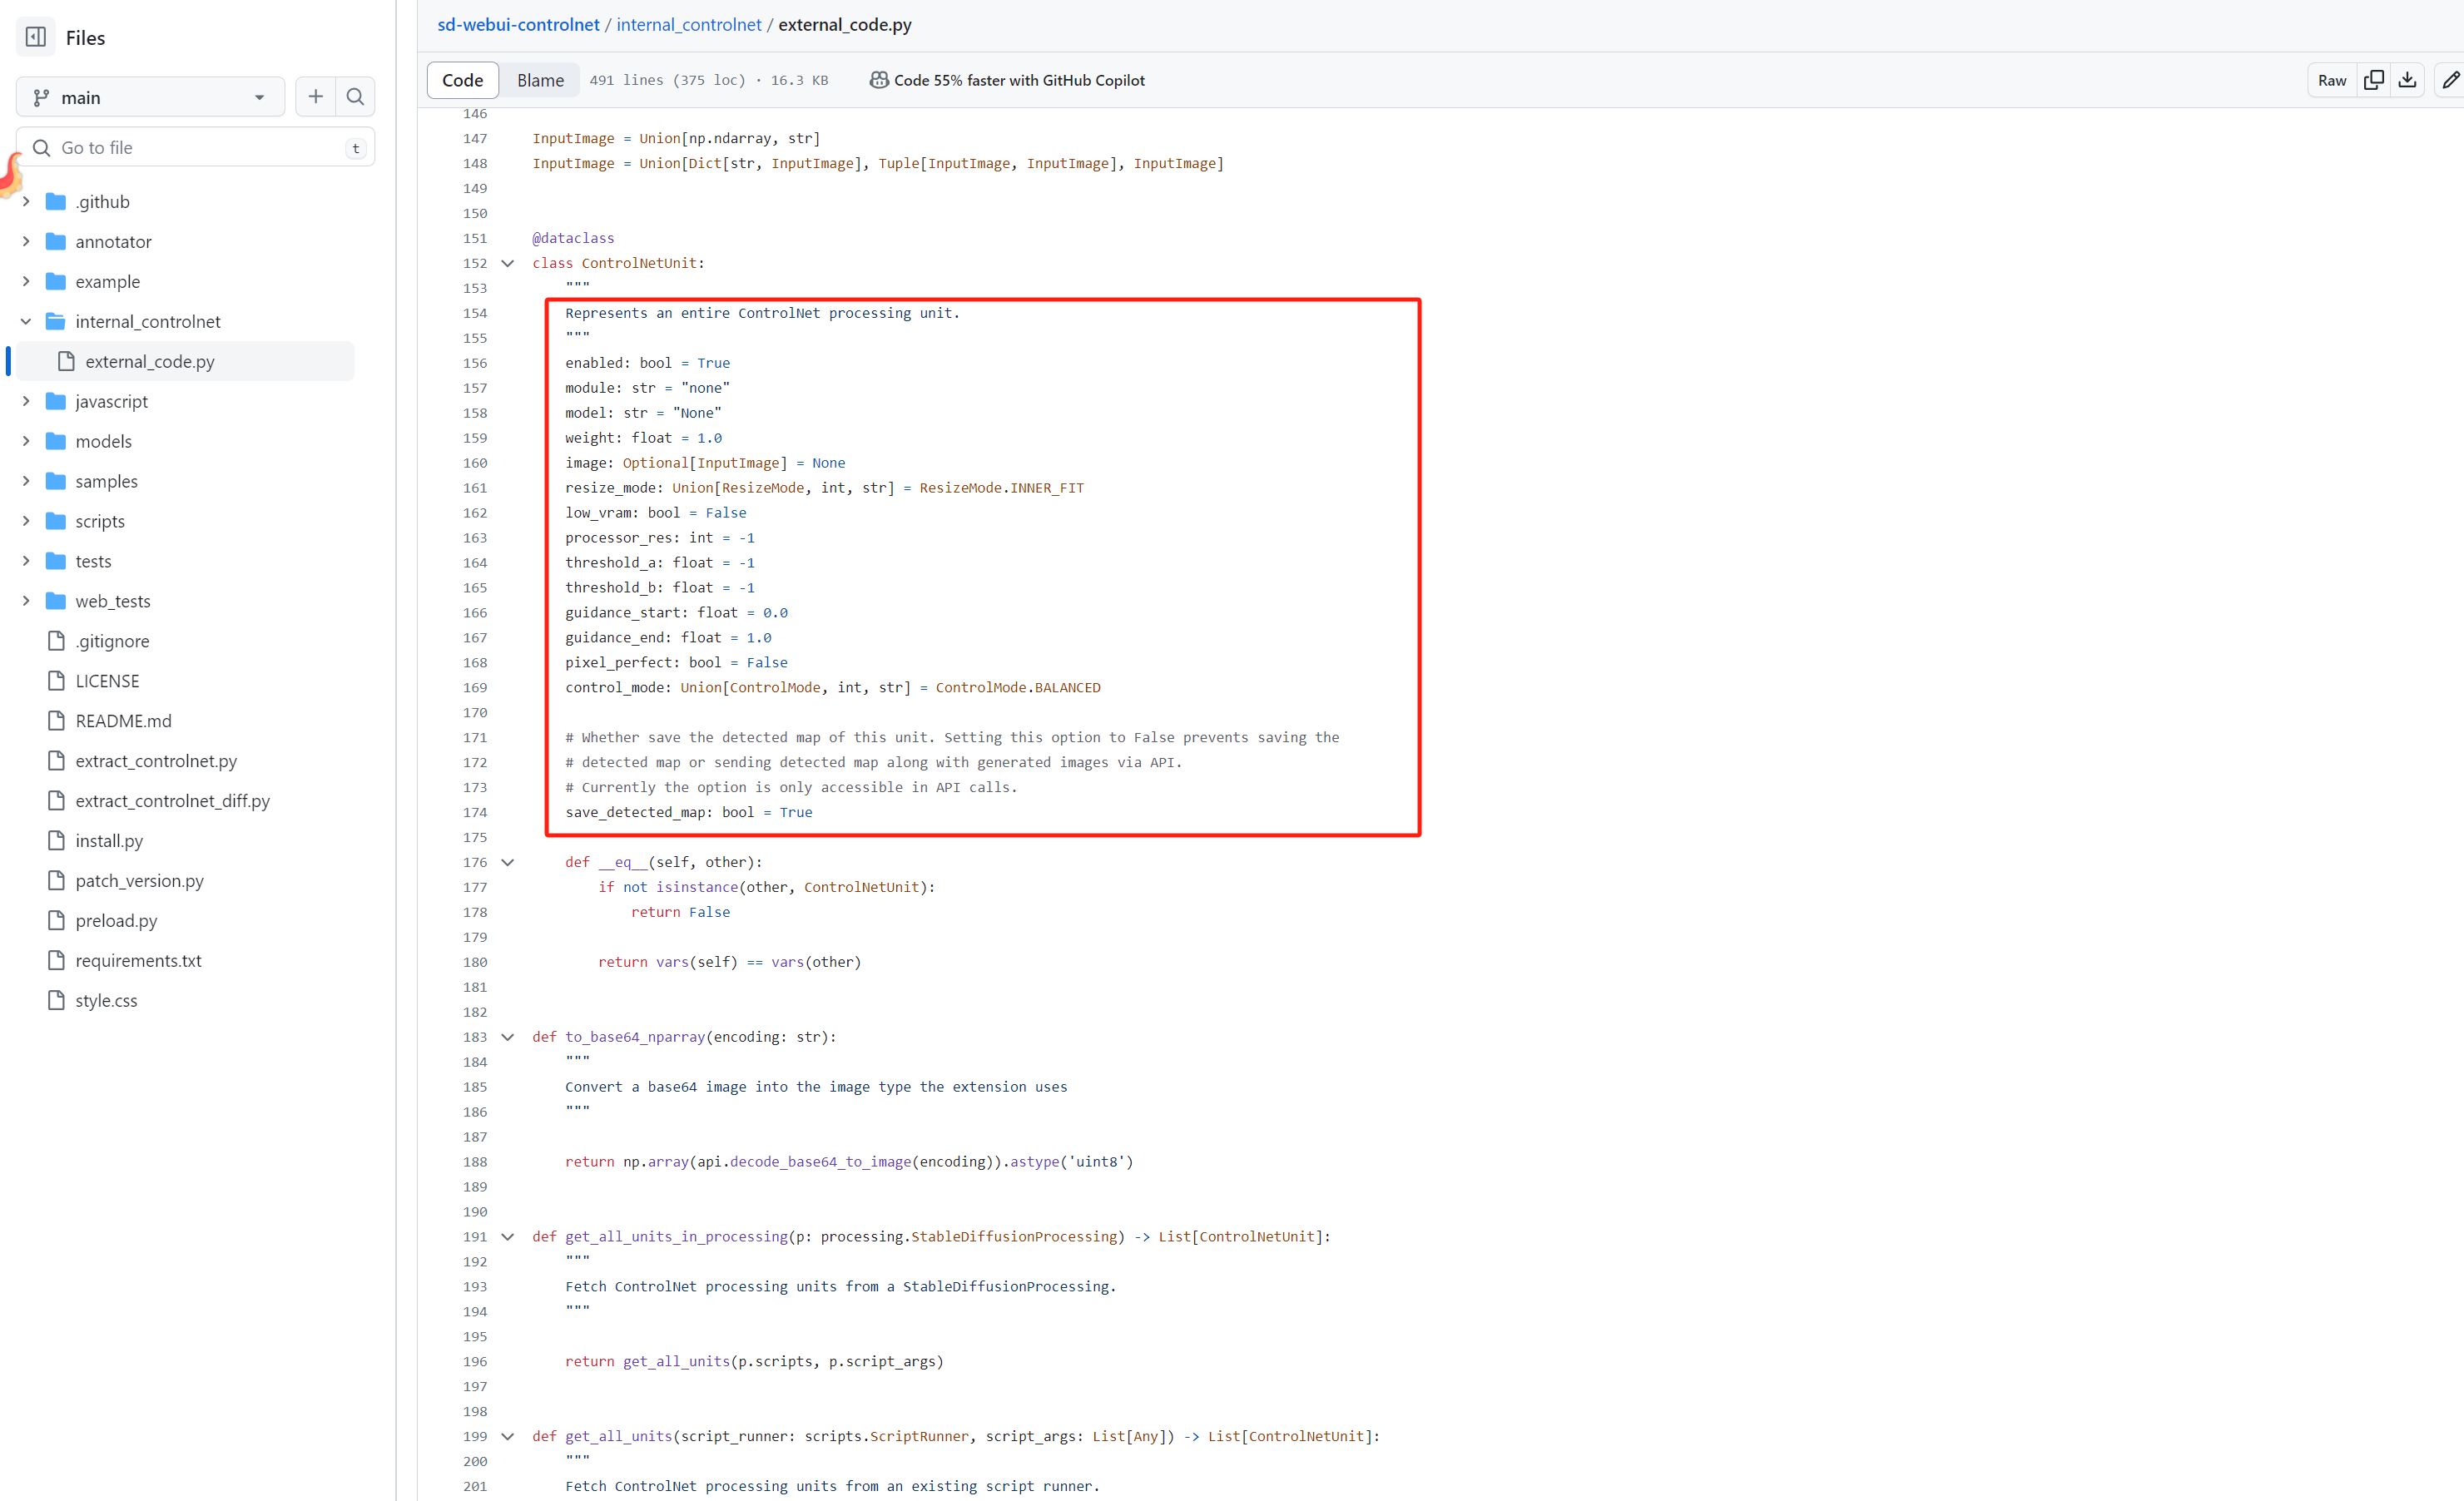 Files
main
Go to file
t
.github
annotator
example
internal_controlnet
external_code.py
javascript
models
samples
scripts
tests
web_tests
.gitignore
LICENSE
README.md
extract_controlnet.py
extract_controlnet_diff.py
install.py
patch_version.py
preload.py
requirements.txt
style.css
sd-webui-controlnet / internal_controlnet / external_code.py
Code Blame 491 lines (375 loc) · 16.3 KB Code 55% faster with GitHub Copilot Raw
146
147 InputImage = Union[np.ndarray, str]
148 InputImage = Union[Dict[str, InputImage], Tuple[InputImage, InputImage], InputImage]
149
150
151 @dataclass
152 class ControlNetUnit:
153 """
154 Represents an entire ControlNet processing unit.
155 """
156 enabled: bool = True
157 module: str = "none"
158 model: str = "None"
159 weight: float = 1.0
160 image: Optional[InputImage] = None
161 resize_mode: Union[ResizeMode, int, str] = ResizeMode.INNER_FIT
162 low_vram: bool = False
163 processor_res: int = -1
164 threshold_a: float = -1
165 threshold_b: float = -1
166 guidance_start: float = 0.0
167 guidance_end: float = 1.0
168 pixel_perfect: bool = False
169 control_mode: Union[ControlMode, int, str] = ControlMode.BALANCED
170
171 # Whether save the detected map of this unit. Setting this option to False prevents saving the
172 # detected map or sending detected map along with generated images via API.
173 # Currently the option is only accessible in API calls.
174 save_detected_map: bool = True
175
176 def __eq__(self, other):
177 if not isinstance(other, ControlNetUnit):
178 return False
179
180 return vars(self) == vars(other)
181
182
183 def to_base64_nparray(encoding: str):
184 """
185 Convert a base64 image into the image type the extension uses
186 """
187
188 return np.array(api.decode_base64_to_image(encoding)).astype('uint8')
189
190
191 def get_all_units_in_processing(p: processing.StableDiffusionProcessing) -> List[ControlNetUnit]:
192 """
193 Fetch ControlNet processing units from a StableDiffusionProcessing.
194 """
195
196 return get_all_units(p.scripts, p.script_args)
197
198
199 def get_all_units(script_runner: scripts.ScriptRunner, script_args: List[Any]) -> List[ControlNetUnit]:
200 """
201 Fetch ControlNet processing units from an existing script runner.